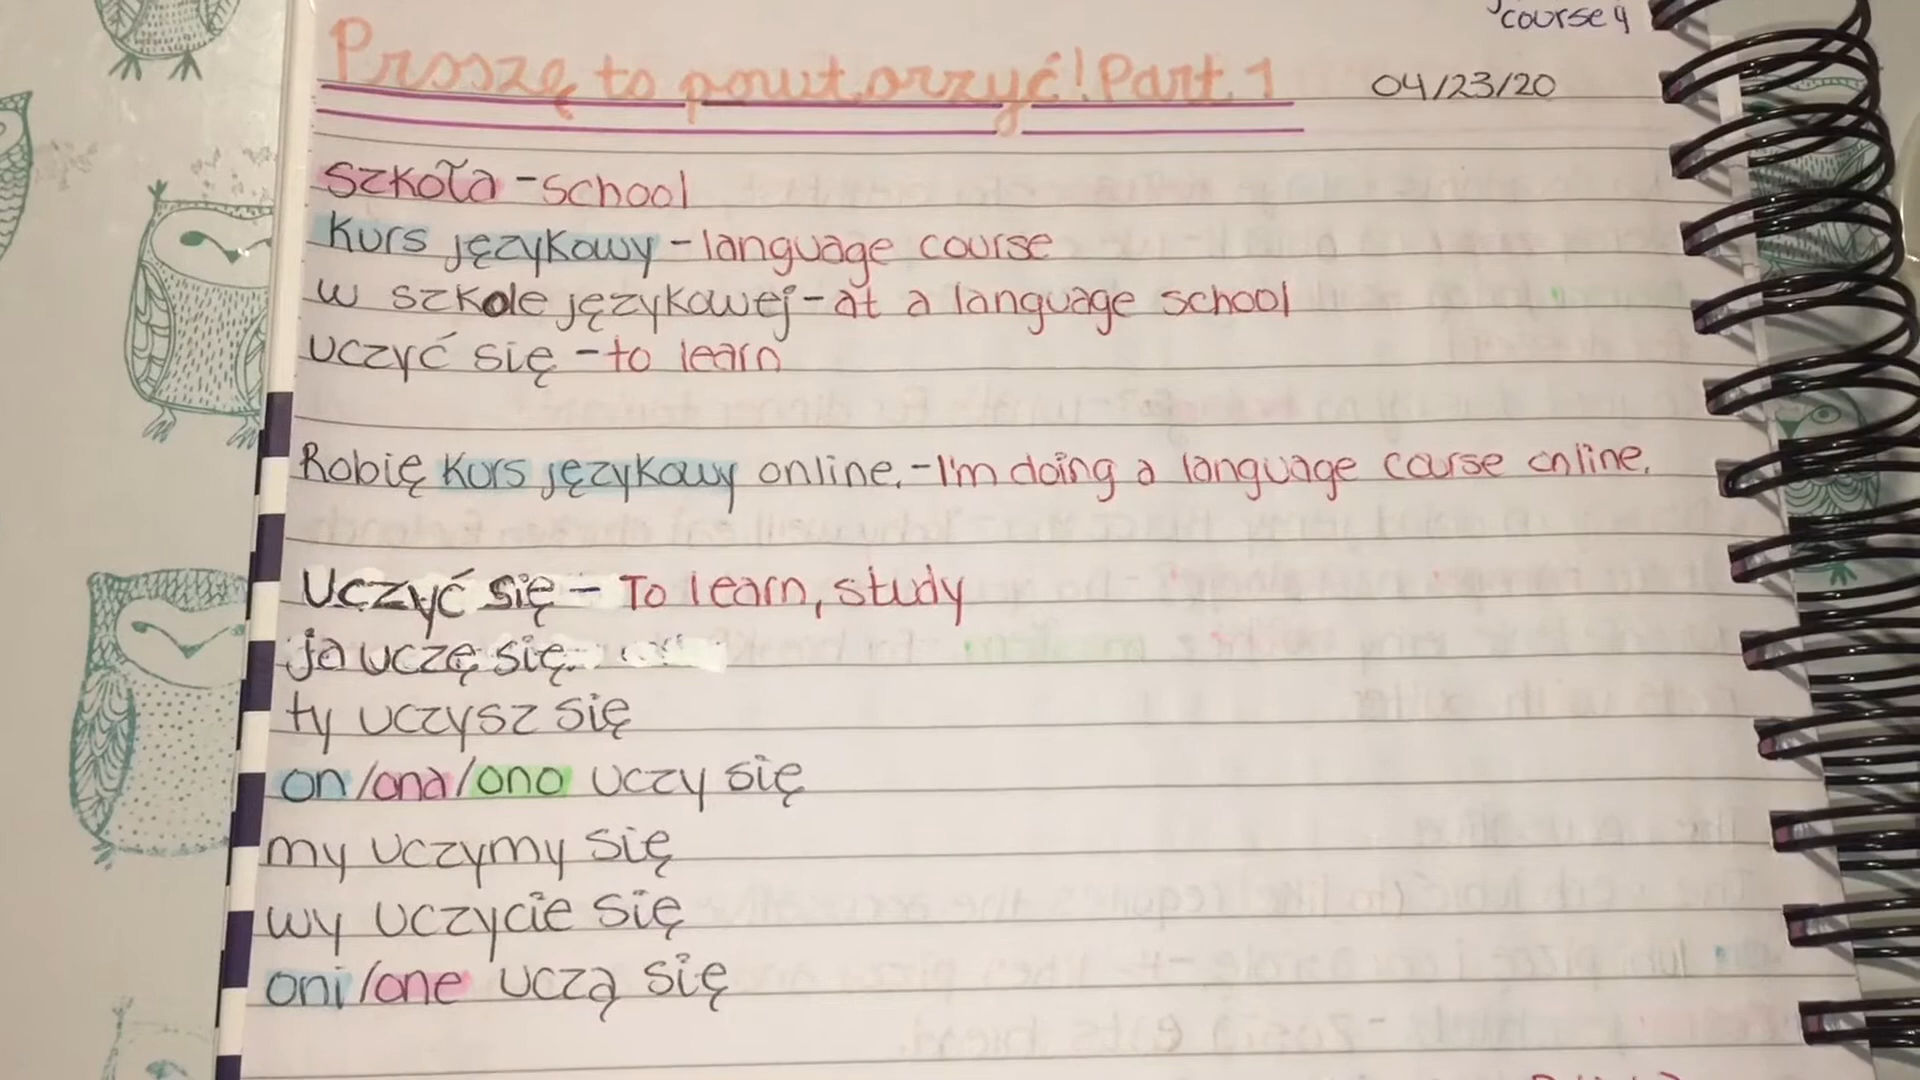 course 4
Proszę to powtarzyć! Part 1
04/23/20
szkoła - school
Kurs językowy - language course
w szkole językowej - at a language school
uczyć się - to learn
Robię kurs językowy online. - I'm doing a language course online.
Uczyć się - To learn, study
ja uczę się
ty uczysz się
on/ona/ono uczy się
my uczymy się
wy uczycie się
oni/one uczą się